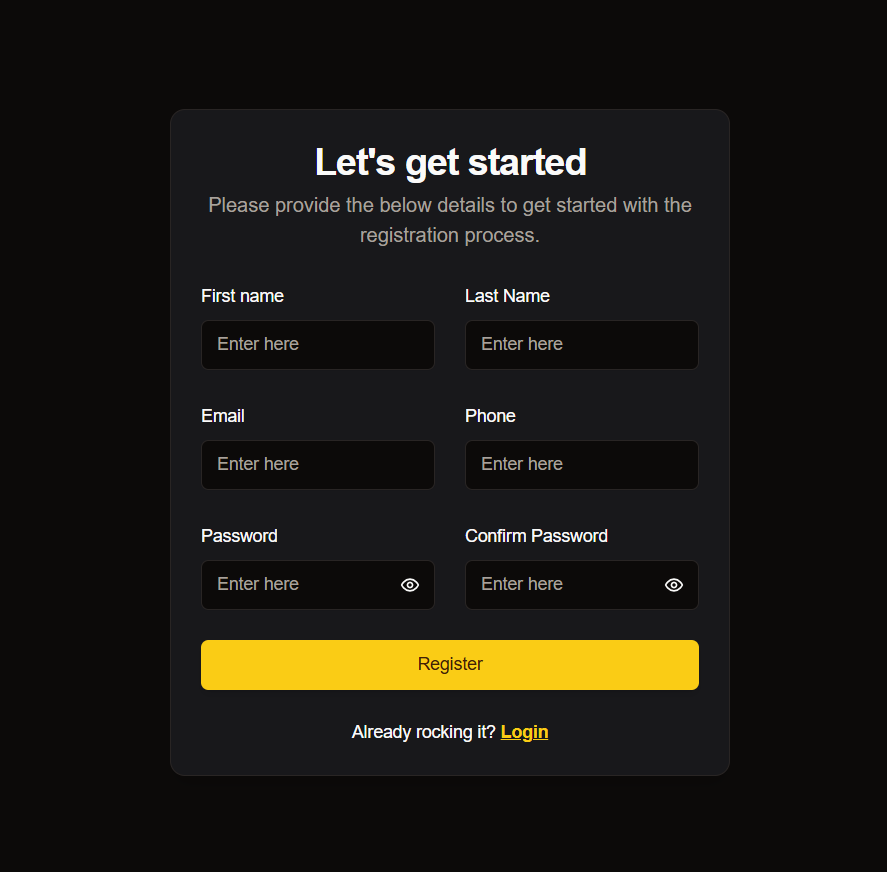 Let's get started
Please provide the below details to get started with the
registration process.
First name
Last Name
Enter here
Enter here
Email
Phone
Enter here
Enter here
Password
Confirm Password
Enter here
Enter here
Register
Already rocking it? Login